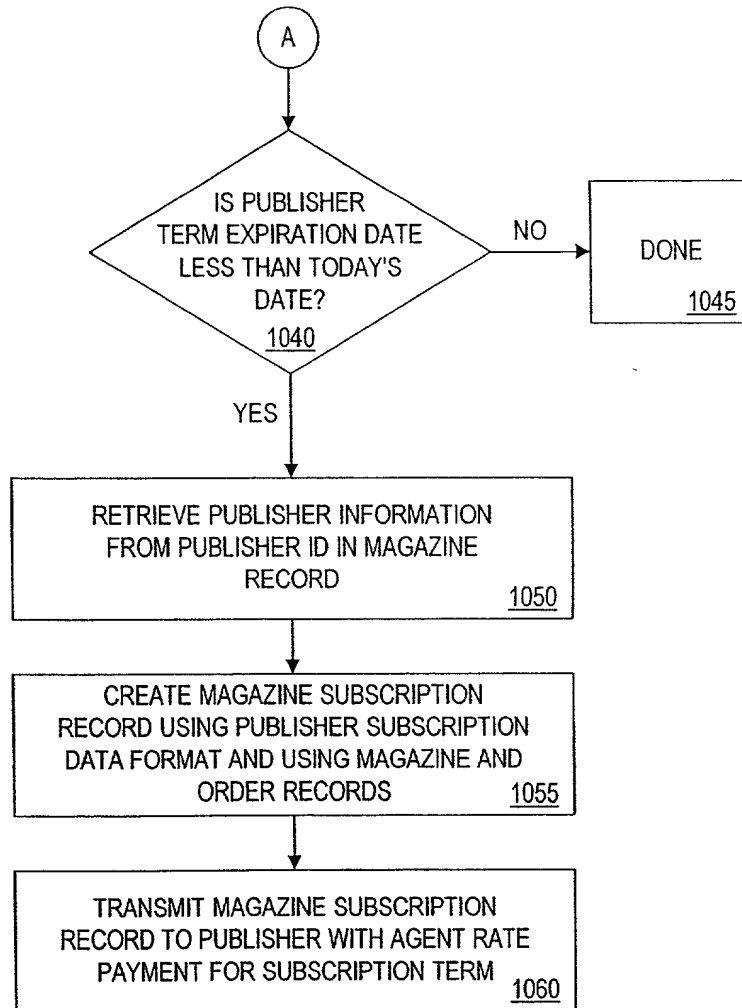 A
IS PUBLISHER
TERM EXPIRATION DATE
LESS THAN TODAY'S
DATE?
1040
NO
DONE
1045
YES
RETRIEVE PUBLISHER INFORMATION
FROM PUBLISHER ID IN MAGAZINE
RECORD
1050
CREATE MAGAZINE SUBSCRIPTION
RECORD USING PUBLISHER SUBSCRIPTION
DATA FORMAT AND USING MAGAZINE AND
ORDER RECORDS
1055
TRANSMIT MAGAZINE SUBSCRIPTION
RECORD TO PUBLISHER WITH AGENT RATE
PAYMENT FOR SUBSCRIPTION TERM
1060